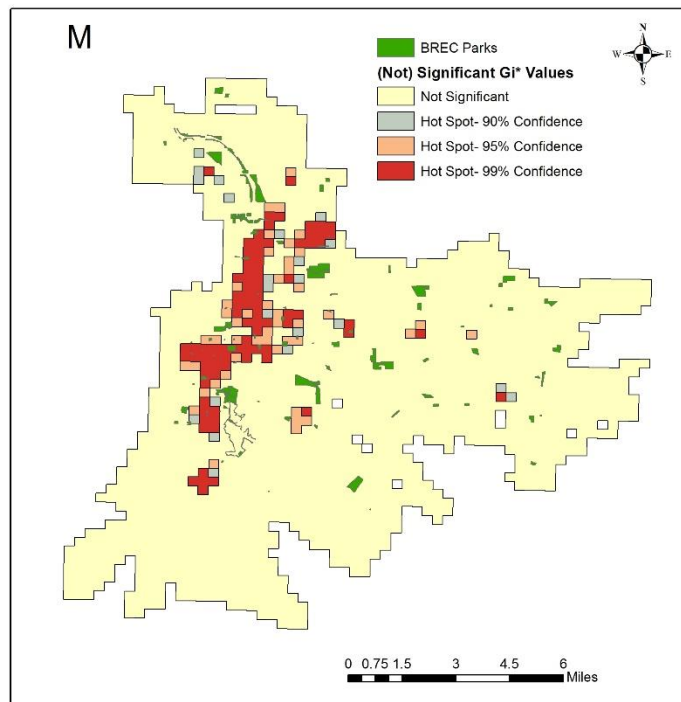 M
BREC Parks
(Not) Significant Gi* Values
Not Significant
Hot Spot- 90% Confidence
Hot Spot- 95% Confidence
Hot Spot- 99% Confidence
N
W E
S
0 0.75 1.5 3 4.5 6
Miles